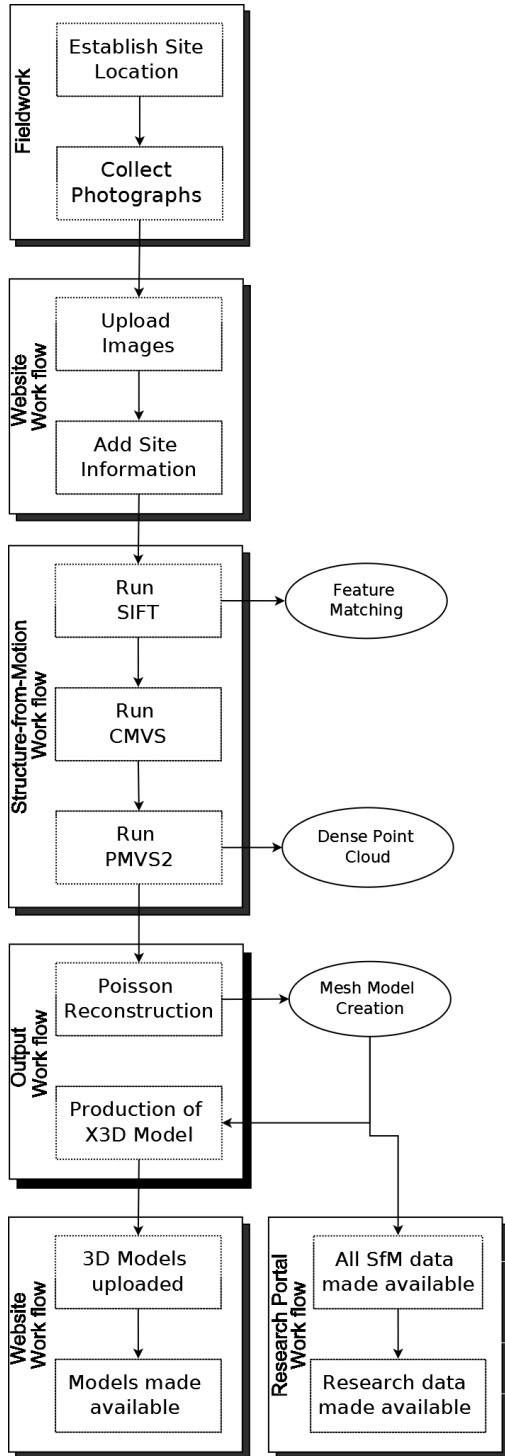 Fieldwork
Establish Site
Location
Collect
Photographs
Website
Work flow
Upload
Images
Add Site
Information
Structure-from-Motion
Work flow
Run
SIFT
Feature
Matching
Run
CMVS
Run
PMVS2
Dense Point
Cloud
Output
Work flow
Poisson
Reconstruction
Mesh Model
Creation
Production of
X3D Model
Website
Work flow
3D Models
uploaded
Models made
available
Research Portal
Work flow
All SfM data
made available
Research data
made available